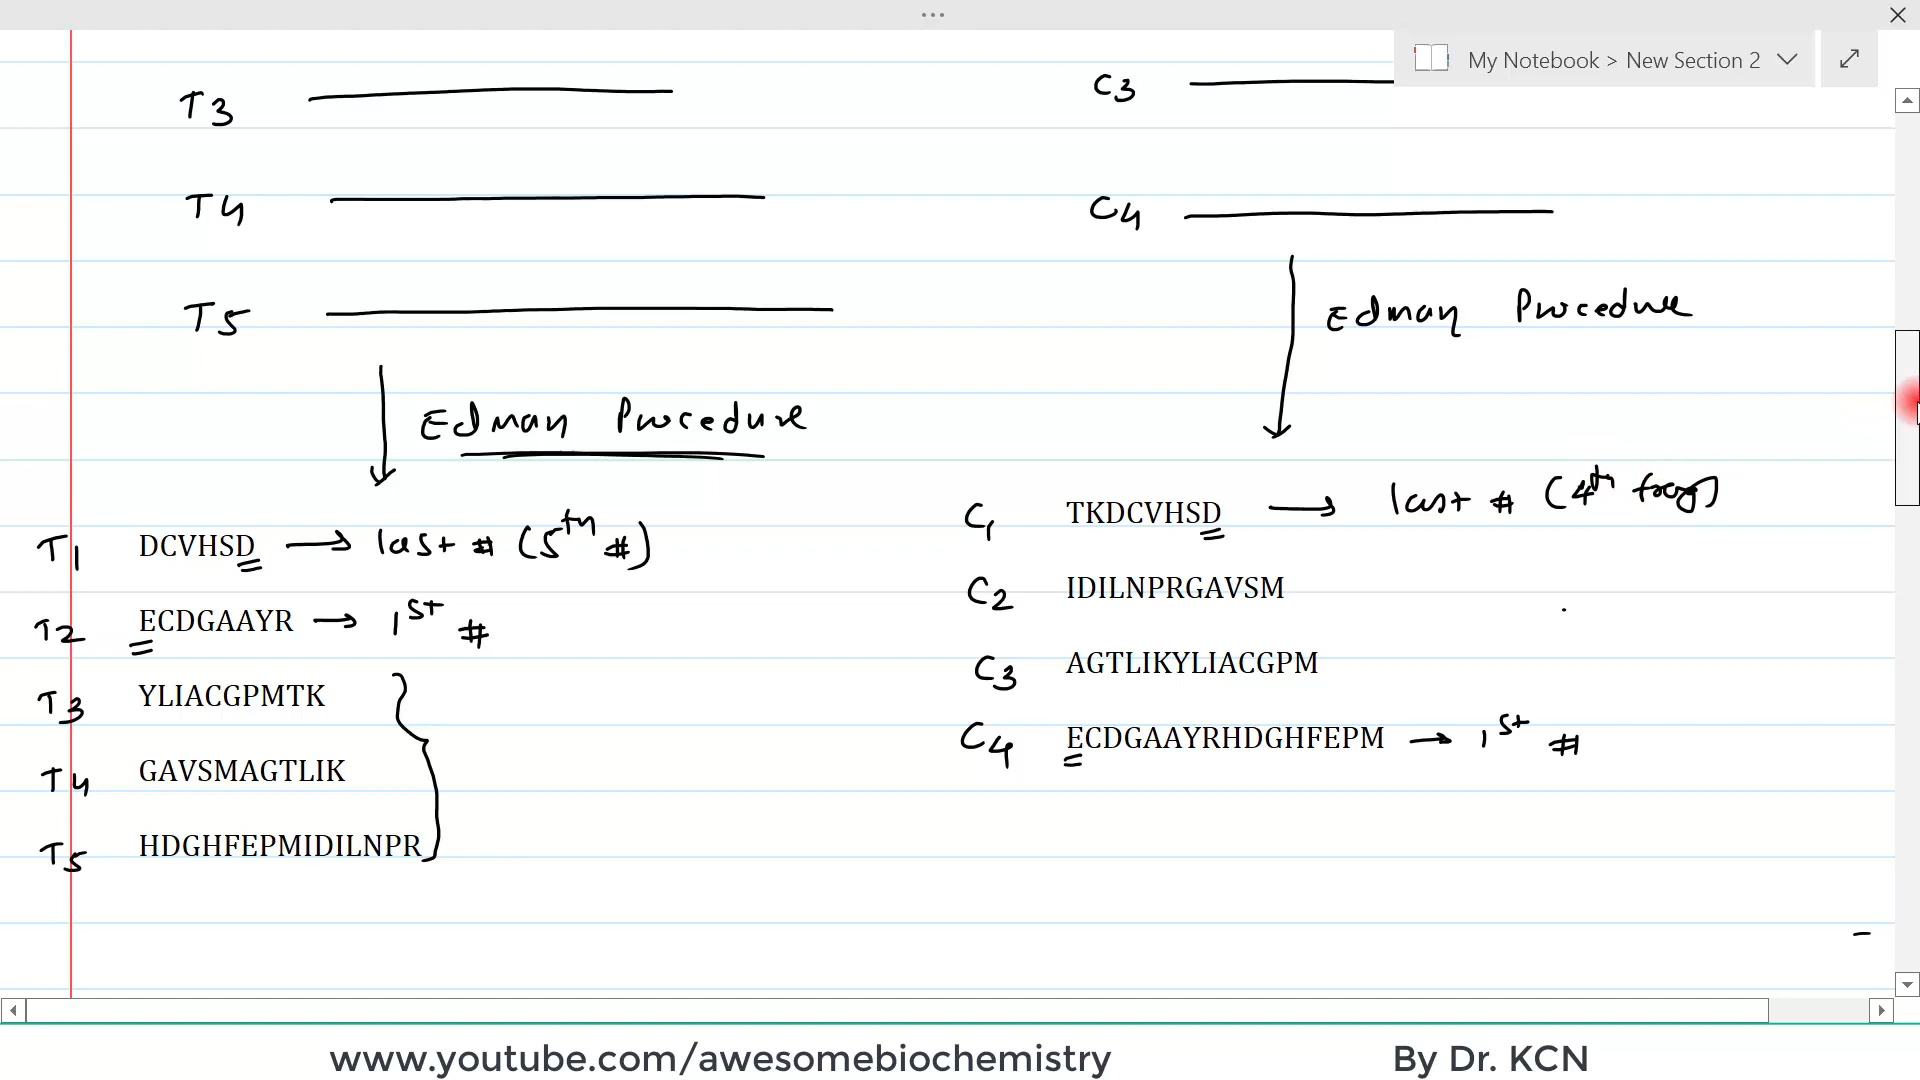 My Notebook > New Section 2
T3
T4
T5
Edman Procedure
T1 DCVHSD → last # (5th #)
T2 ECDGAAYR → 1st #
T3 YLIACGPMTK
T4 GAVSMAGTLIK
T5 HDGHFEPMIDILNPR
C3
C4
Edman Procedure
C1 TKDCVHSD → last # (4th frag)
C2 IDILNPRGAVSM
C3 AGTLIKYLIACGPM
C4 ECDGAAYRHDGHFEPM → 1st #
www.youtube.com/awesomebiochemistry
By Dr. KCN